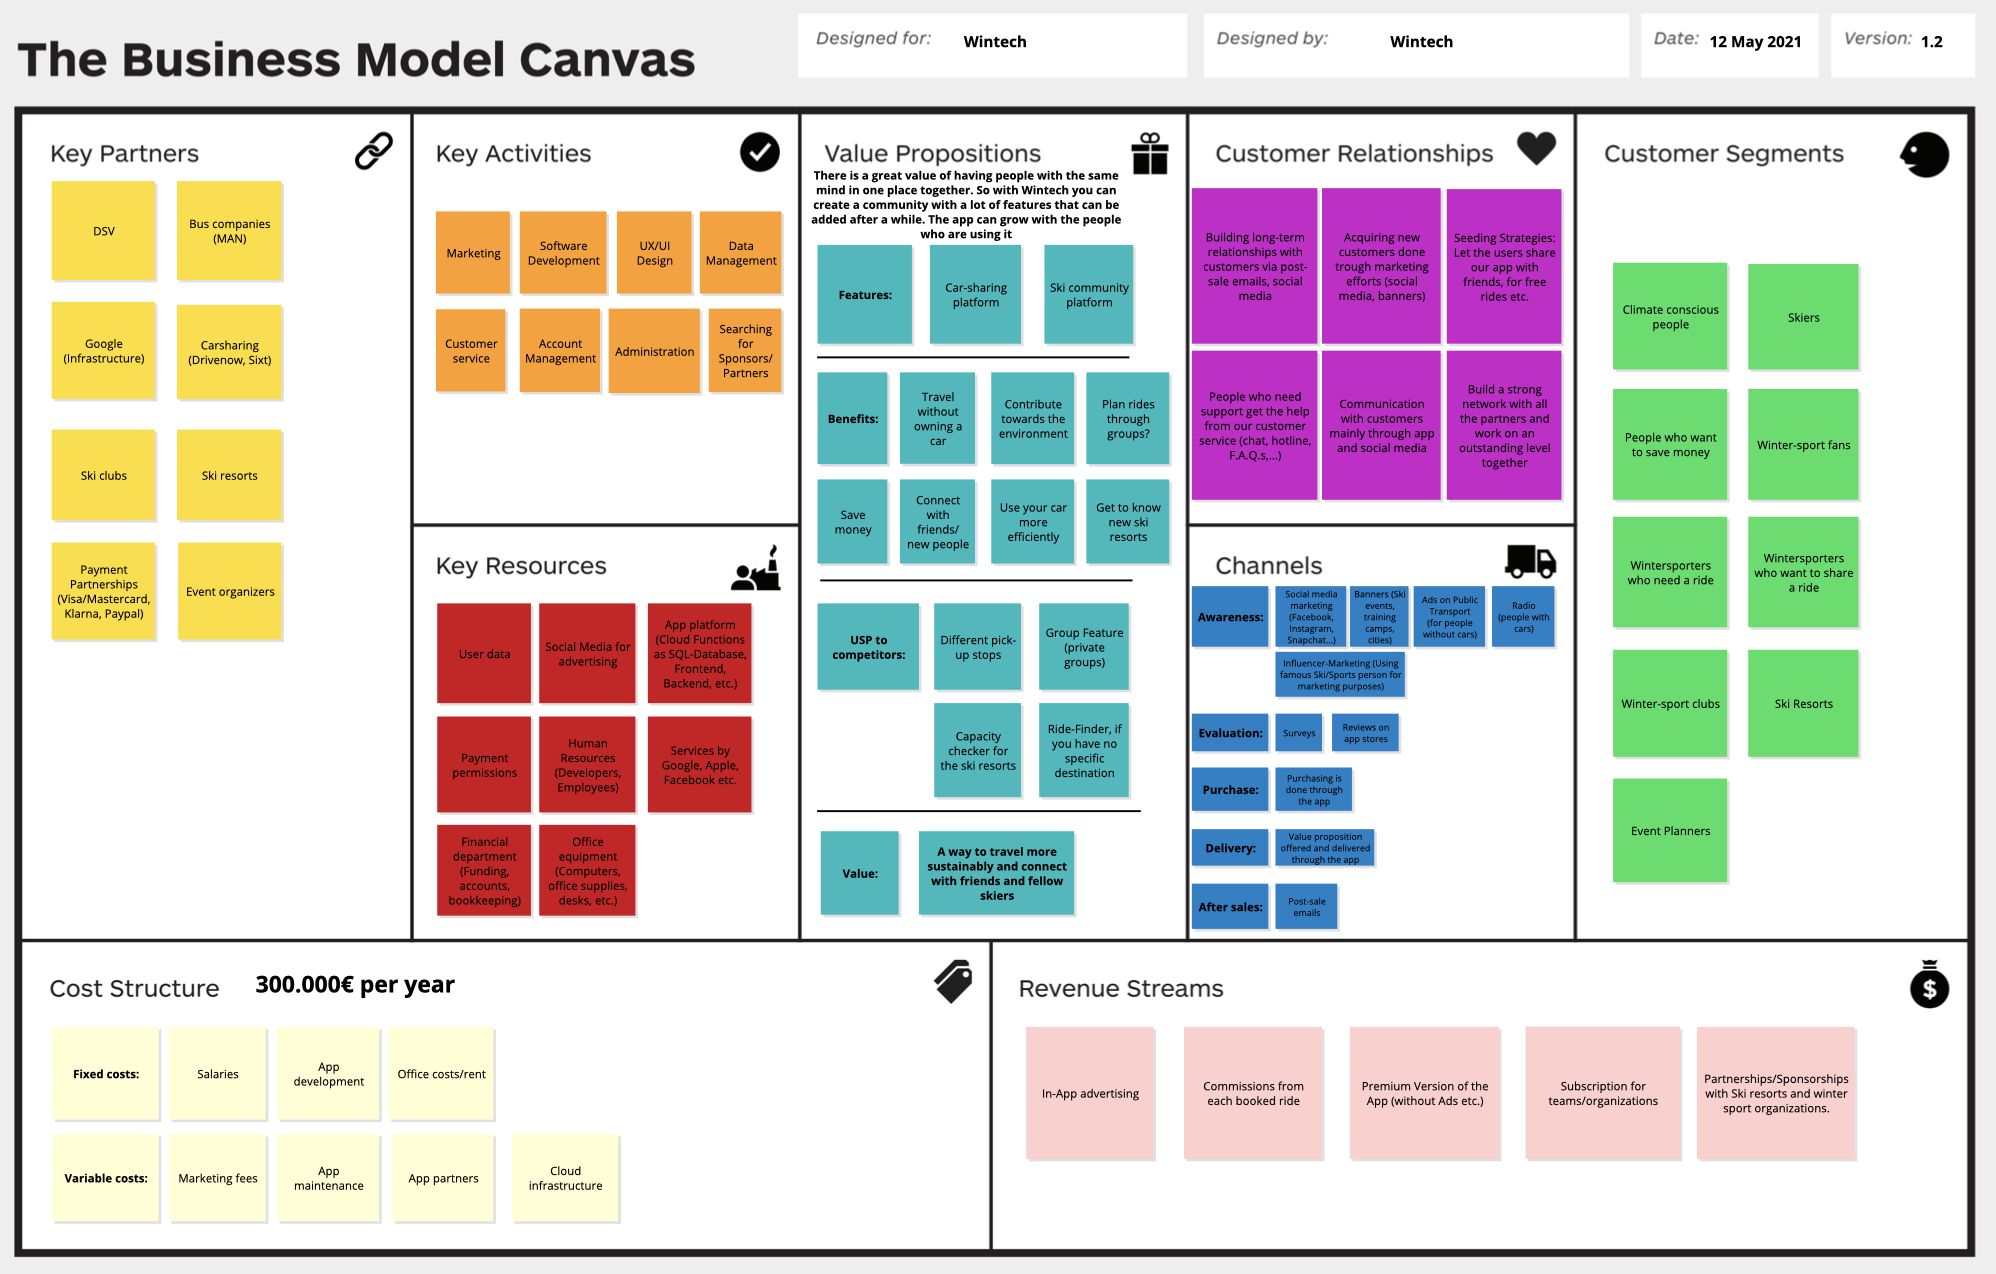 The Business Model Canvas
Designed for:
Wintech
Designed by:
Wintech
Date:
12 May 2021
Version:
1.2
Key Partners
DSV
Bus companies
(MAN)
Google
(Infrastructure)
Carsharing
(Drivenow, Sixt)
Ski clubs
Ski resorts
Payment
Partnerships
(Visa/Mastercard,
Klarna, Paypal)
Event organizers
Key Activities
Marketing
Software
Development
UX/UI
Design
Data
Management
Customer
service
Account
Management
Administration
Searching
for
Sponsors/
Partners
Key Resources
User data
Social Media for
advertising
App platform
(Cloud Functions
as SQL-Database,
Frontend,
Backend, etc.)
Payment
permissions
Human
Resources
(Developers,
Employees)
Services by
Google, Apple,
Facebook etc.
Financial
department
(Funding,
accounts,
bookkeeping)
Office
equipment
(Computers,
office supplies,
desks, etc.)
Value Propositions
There is a great value of having people with the same
mind in one place together. So with Wintech you can
create a community with a lot of features that can be
added after a while. The app can grow with the people
who are using it
Features:
Car-sharing
platform
Ski community
platform
Benefits:
Travel
without
owning a
car
Contribute
towards the
environment
Plan rides
through
groups?
Save
money
Connect
with
friends/
new people
Use your car
more
efficiently
Get to know
new ski
resorts
USP to
competitors:
Different pick-
up stops
Group Feature
(private
groups)
Capacity
checker for
the ski resorts
Ride-Finder, if
you have no
specific
destination
Value:
A way to travel more
sustainably and connect
with friends and fellow
skiers
Customer Relationships
Building long-term
relationships with
customers via post-
sale emails, social
media
Acquiring new
customers done
trough marketing
efforts (social
media, banners)
Seeding Strategies:
Let the users share
our app with
friends, for free
rides etc.
People who need
support get the help
from our customer
service (chat, hotline,
F.A.Q.s,...)
Communication
with customers
mainly through app
and social media
Build a strong
network with all
the partners and
work on an
outstanding level
together
Channels
Awareness:
Social media
marketing
(Facebook,
Instagram,
Snapchat...)
Banners (Ski
events,
training
camps,
cities)
Ads on Public
Transport
(for people
without cars)
Radio
(people with
cars)
Influencer-Marketing (Using
famous Ski/Sports person for
marketing purposes)
Evaluation:
Surveys
Reviews on
app stores
Purchase:
Purchasing is
done through
the app
Delivery:
Value proposition
offered and delivered
through the app
After sales:
Post-sale
emails
Customer Segments
Climate conscious
people
Skiers
People who want
to save money
Winter-sport fans
Wintersporters
who need a ride
Wintersporters
who want to share
a ride
Winter-sport clubs
Ski Resorts
Event Planners
Cost Structure
300.000€ per year
Fixed costs:
Salaries
App
development
Office costs/rent
Variable costs:
Marketing fees
App
maintenance
App partners
Cloud
infrastructure
Revenue Streams
$
In-App advertising
Commissions from
each booked ride
Premium Version of the
App (without Ads etc.)
Subscription for
teams/organizations
Partnerships/Sponsorships
with Ski resorts and winter
sport organizations.